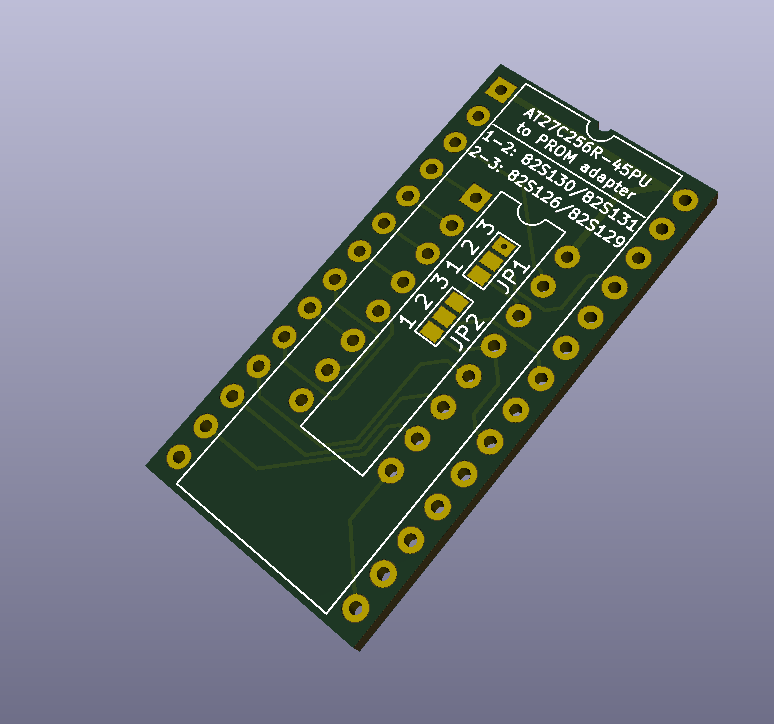 AT27C256R-45PU
to PROM adapter
1-2: 82S130/82S131
2-3: 82S126/82S129
1 2 3
JP1
1 2 3
JP2